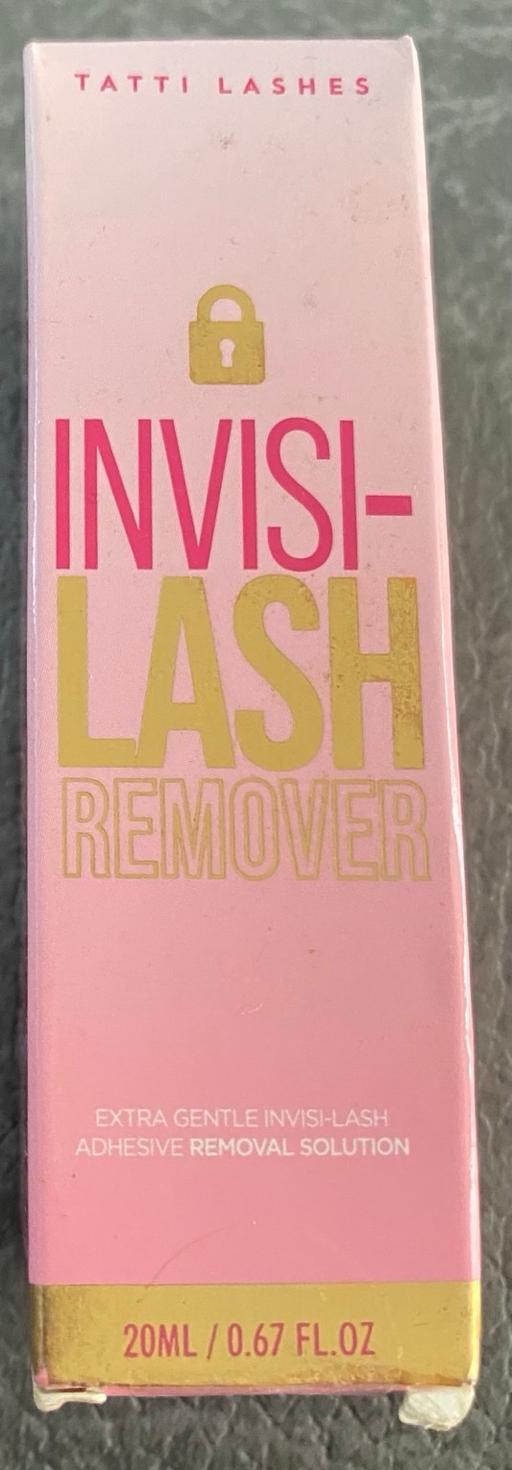 TATTI LASHES
INVISI-
LASH
REMOVER
EXTRA GENTLE INVISI-LASH
ADHESIVE REMOVAL SOLUTION
20ML / 0.67 FL.OZ